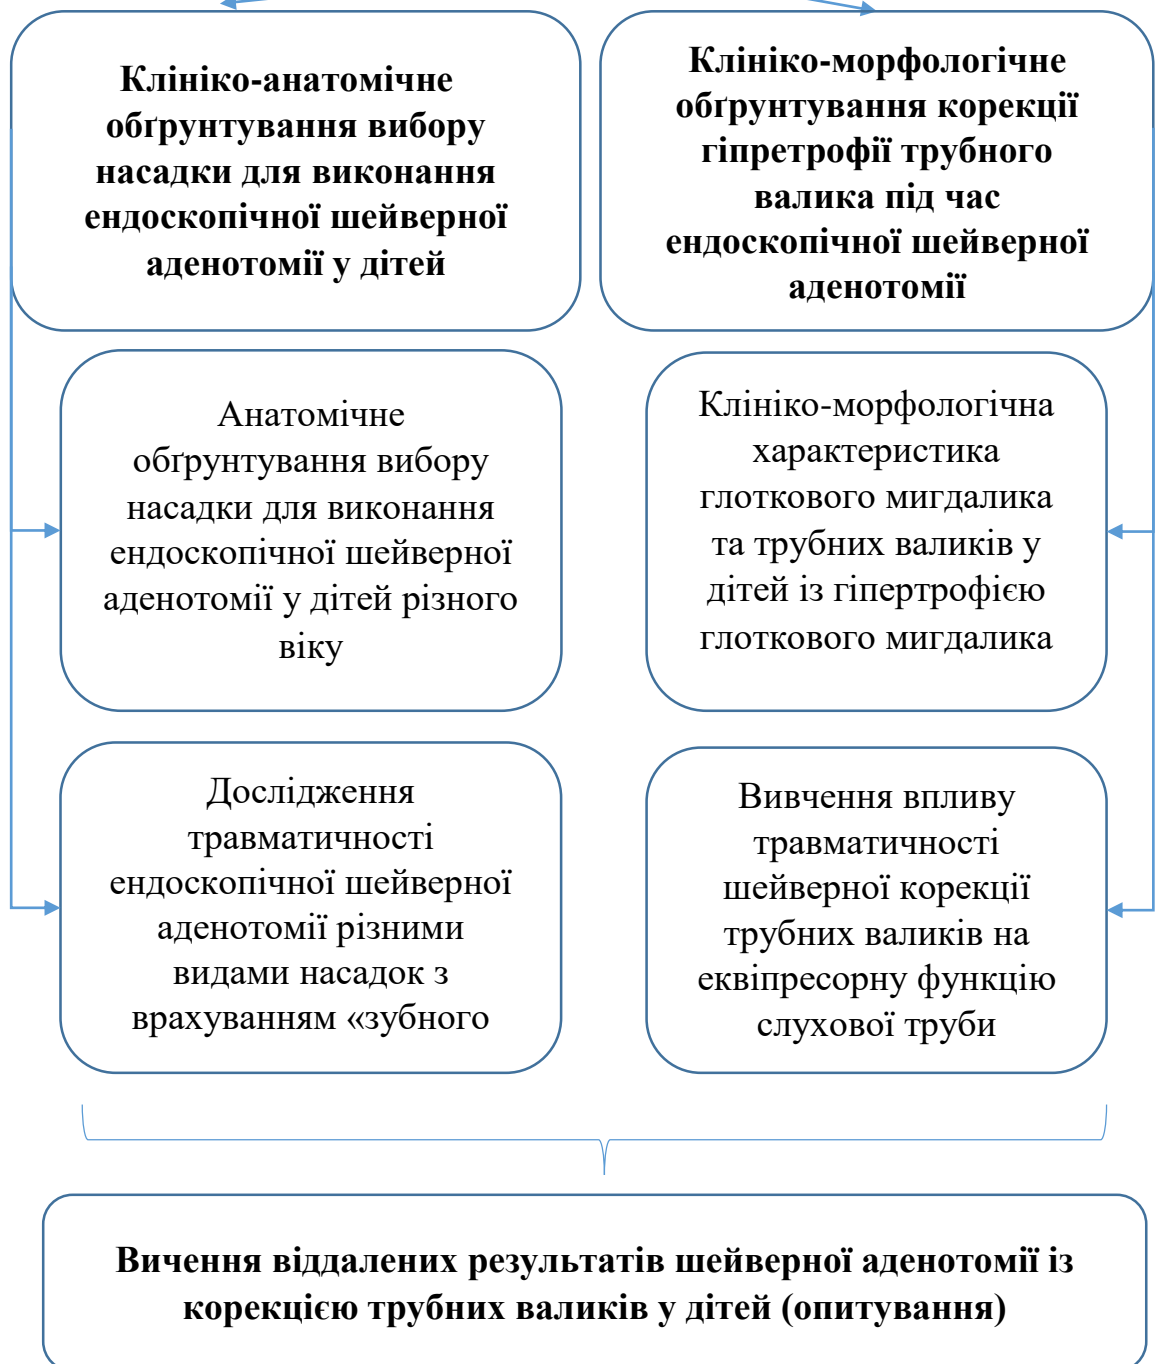 Клініко-анатомічне
обґрунтування вибору
насадки для виконання
ендоскопічної шейверної
аденотомії у дітей
Клініко-морфологічне
обґрунтування корекції
гіпретрофії трубного
валика під час
ендоскопічної шейверної
аденотомії
Анатомічне
обґрунтування вибору
насадки для виконання
ендоскопічної шейверної
аденотомії у дітей різного
віку
Клініко-морфологічна
характеристика
глоткового мигдалика
та трубних валиків у
дітей із гіпертрофією
глоткового мигдалика
Дослідження
травматичності
ендоскопічної шейверної
аденотомії різними
видами насадок з
врахуванням «зубного
Вивчення впливу
травматичності
шейверної корекції
трубних валиків на
еквіпресорну функцію
слухової труби
Вичення віддалених результатів шейверної аденотомії із
корекцією трубних валиків у дітей (опитування)